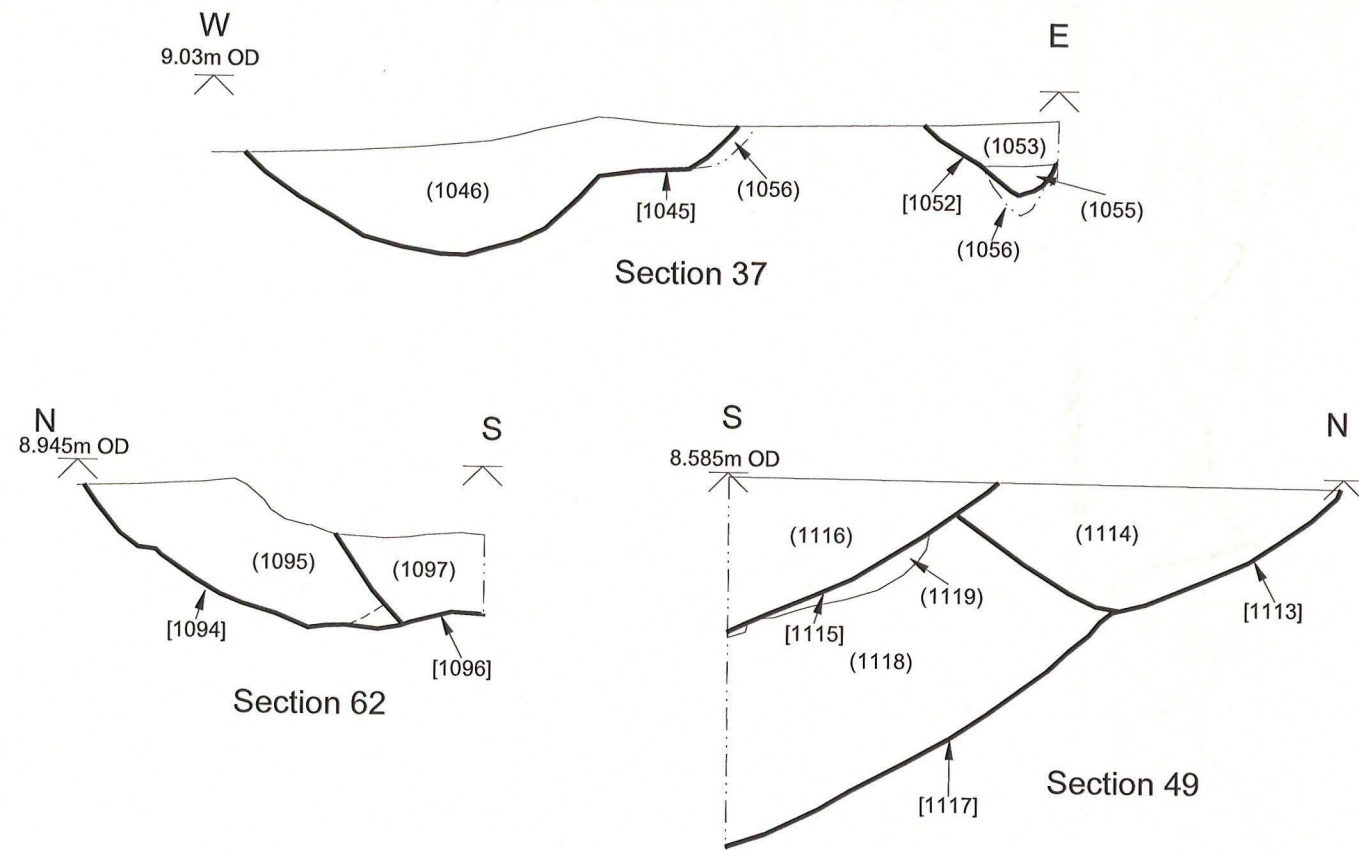 W
9.03m OD
E
(1046)
[1045]
(1056)
(1053)
[1052]
(1055)
(1056)
Section 37
N
8.945m OD
S
(1095)
(1097)
[1094]
[1096]
Section 62
S
8.585m OD
N
(1116)
(1114)
(1119)
[1115]
[1113]
(1118)
[1117]
Section 49